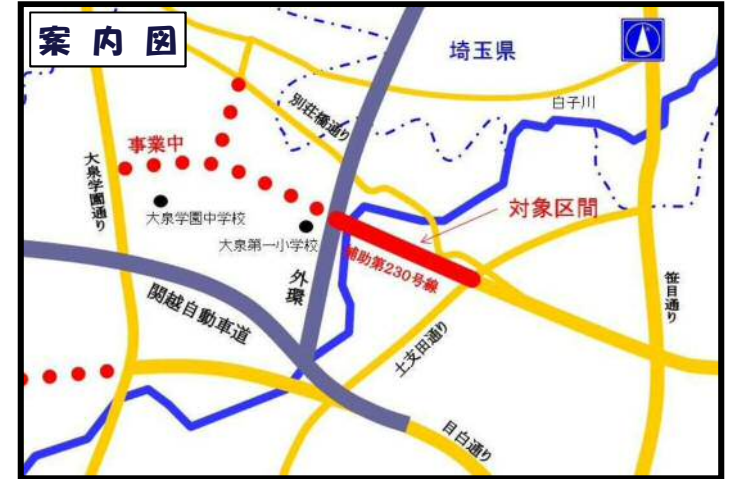 案内図
埼玉県
白子川
別荘橋通り
事業中
大泉学園通り
大泉学園中学校
対象区間
大泉第一小学校
補助第230号線
外環
笹目通り
関越自動車道
土支田通り
目白通り